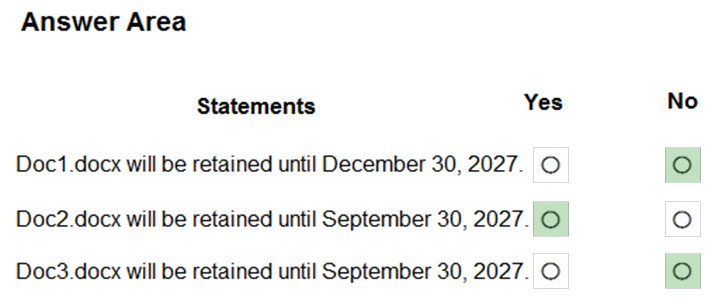 Answer Area
Statements Yes No
Doc1.docx will be retained until December 30, 2027.
Doc2.docx will be retained until September 30, 2027.
Doc3.docx will be retained until September 30, 2027.